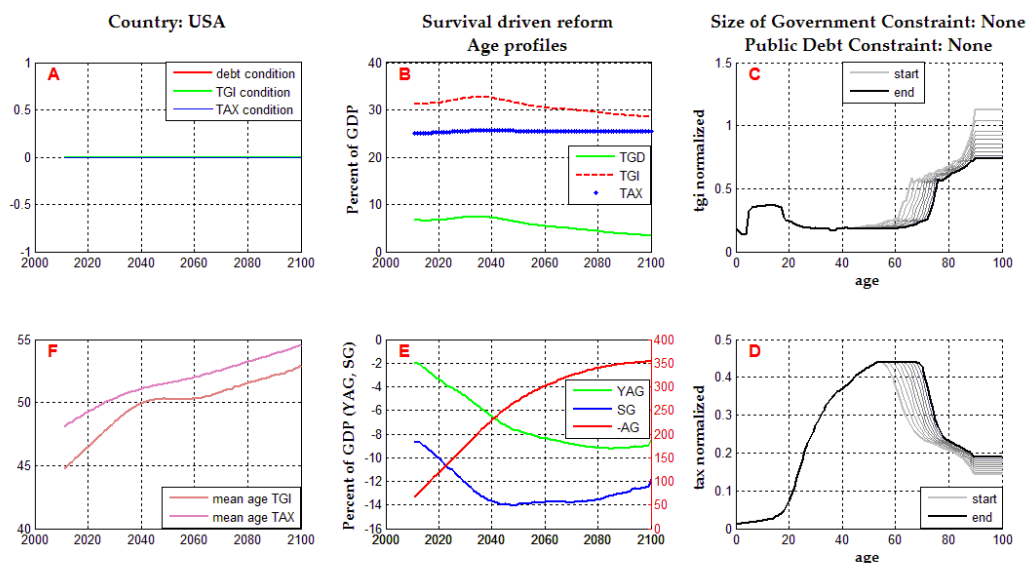 Country: USA
Survival driven reform
Age profiles
Size of Government Constraint: None
Public Debt Constraint: None
A
debt condition
TGI condition
TAX condition
1
0.5
0
-0.5
-1
2000 2020 2040 2060 2080 2100
B
Percent of GDP
40
30
20
10
0
TGD
TGI
TAX
2000 2020 2040 2060 2080 2100
C
tgi normalized
1.5
1
0.5
0
start
end
0 20 40 60 80 100
age
F
55
50
45
40
mean age TGI
mean age TAX
2000 2020 2040 2060 2080 2100
E
Percent of GDP (YAG, SG)
0
-2
-4
-6
-8
-10
-12
-14
-16
YAG
SG
-AG
400
350
300
250
200
150
100
50
0
2000 2020 2040 2060 2080 2100
D
tax normalized
0.5
0.4
0.3
0.2
0.1
0
start
end
0 20 40 60 80 100
age